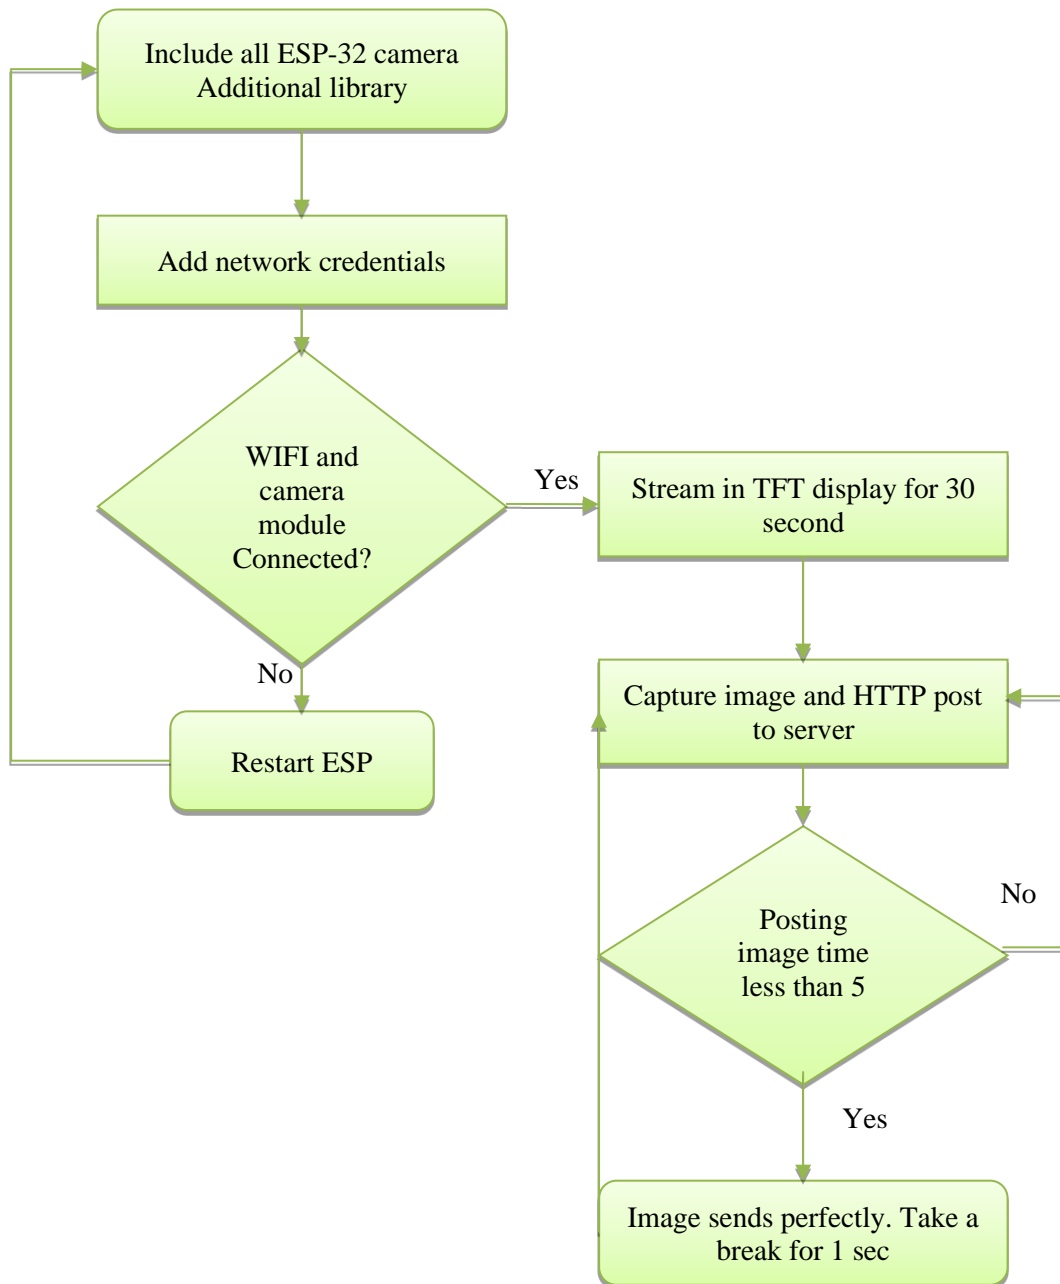 Include all ESP-32 camera
Additional library
Add network credentials
WIFI and
camera
module
Connected?
Yes
Stream in TFT display for 30
second
No
Restart ESP
Capture image and HTTP post
to server
Posting
image time
less than 5
No
Yes
Image sends perfectly. Take a
break for 1 sec